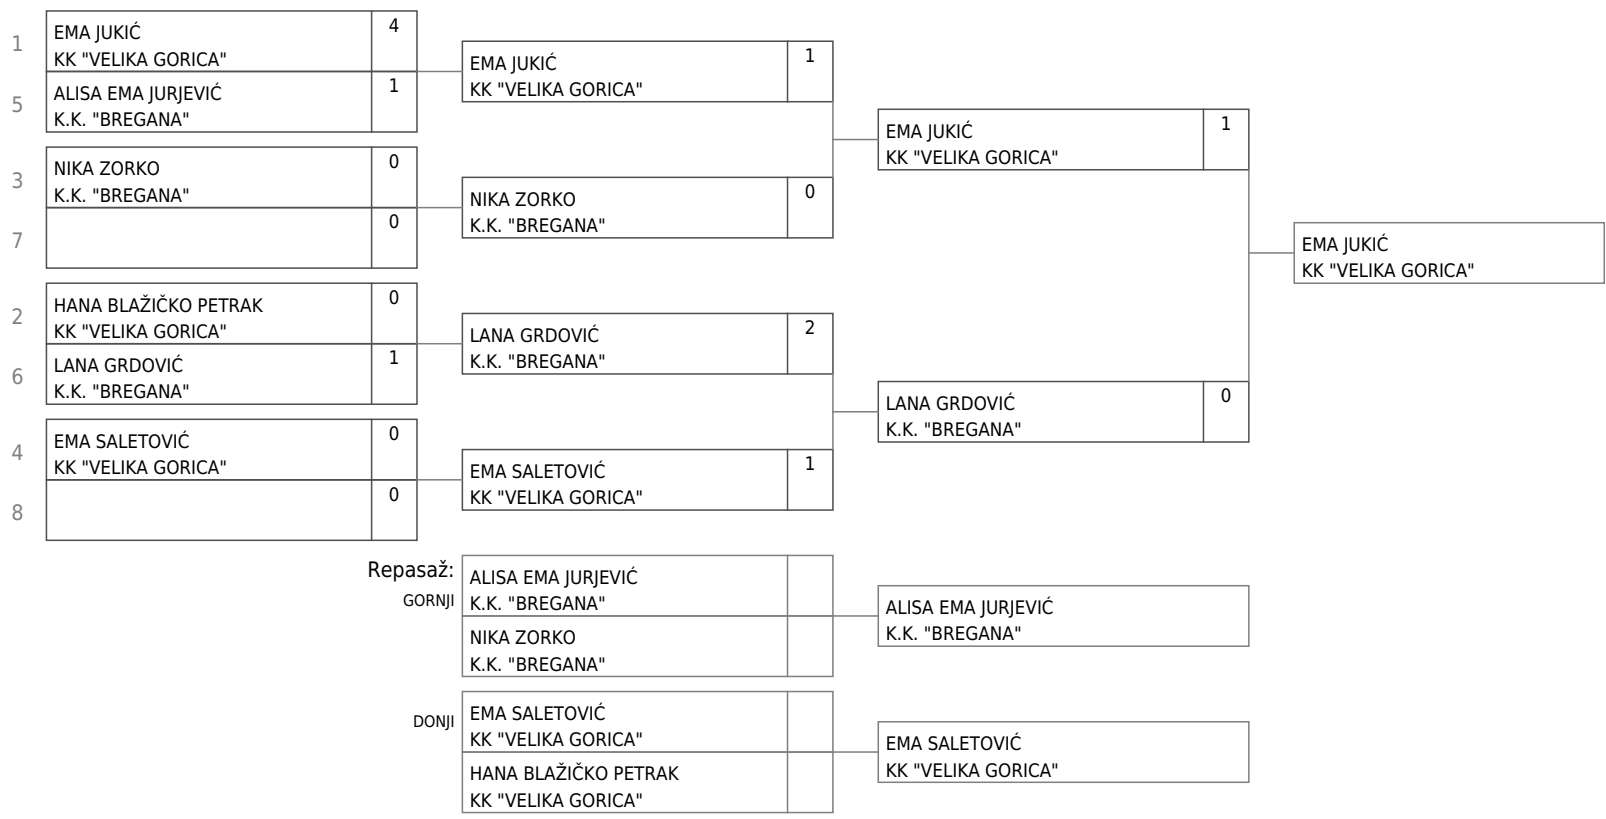 1
EMA JUKIĆ
KK "VELIKA GORICA"
4
5
ALISA EMA JURJEVIĆ
K.K. "BREGANA"
1
3
NIKA ZORKO
K.K. "BREGANA"
0
7
0
2
HANA BLAŽIČKO PETRAK
KK "VELIKA GORICA"
0
6
LANA GRDOVIĆ
K.K. "BREGANA"
1
4
EMA SALETOVIĆ
KK "VELIKA GORICA"
0
8
0
EMA JUKIĆ
KK "VELIKA GORICA"
1
NIKA ZORKO
K.K. "BREGANA"
0
LANA GRDOVIĆ
K.K. "BREGANA"
2
EMA SALETOVIĆ
KK "VELIKA GORICA"
1
EMA JUKIĆ
KK "VELIKA GORICA"
1
LANA GRDOVIĆ
K.K. "BREGANA"
0
EMA JUKIĆ
KK "VELIKA GORICA"
Repasaž:
GORNJI
ALISA EMA JURJEVIĆ
K.K. "BREGANA"
NIKA ZORKO
K.K. "BREGANA"
ALISA EMA JURJEVIĆ
K.K. "BREGANA"
DONJI
EMA SALETOVIĆ
KK "VELIKA GORICA"
HANA BLAŽIČKO PETRAK
KK "VELIKA GORICA"
EMA SALETOVIĆ
KK "VELIKA GORICA"